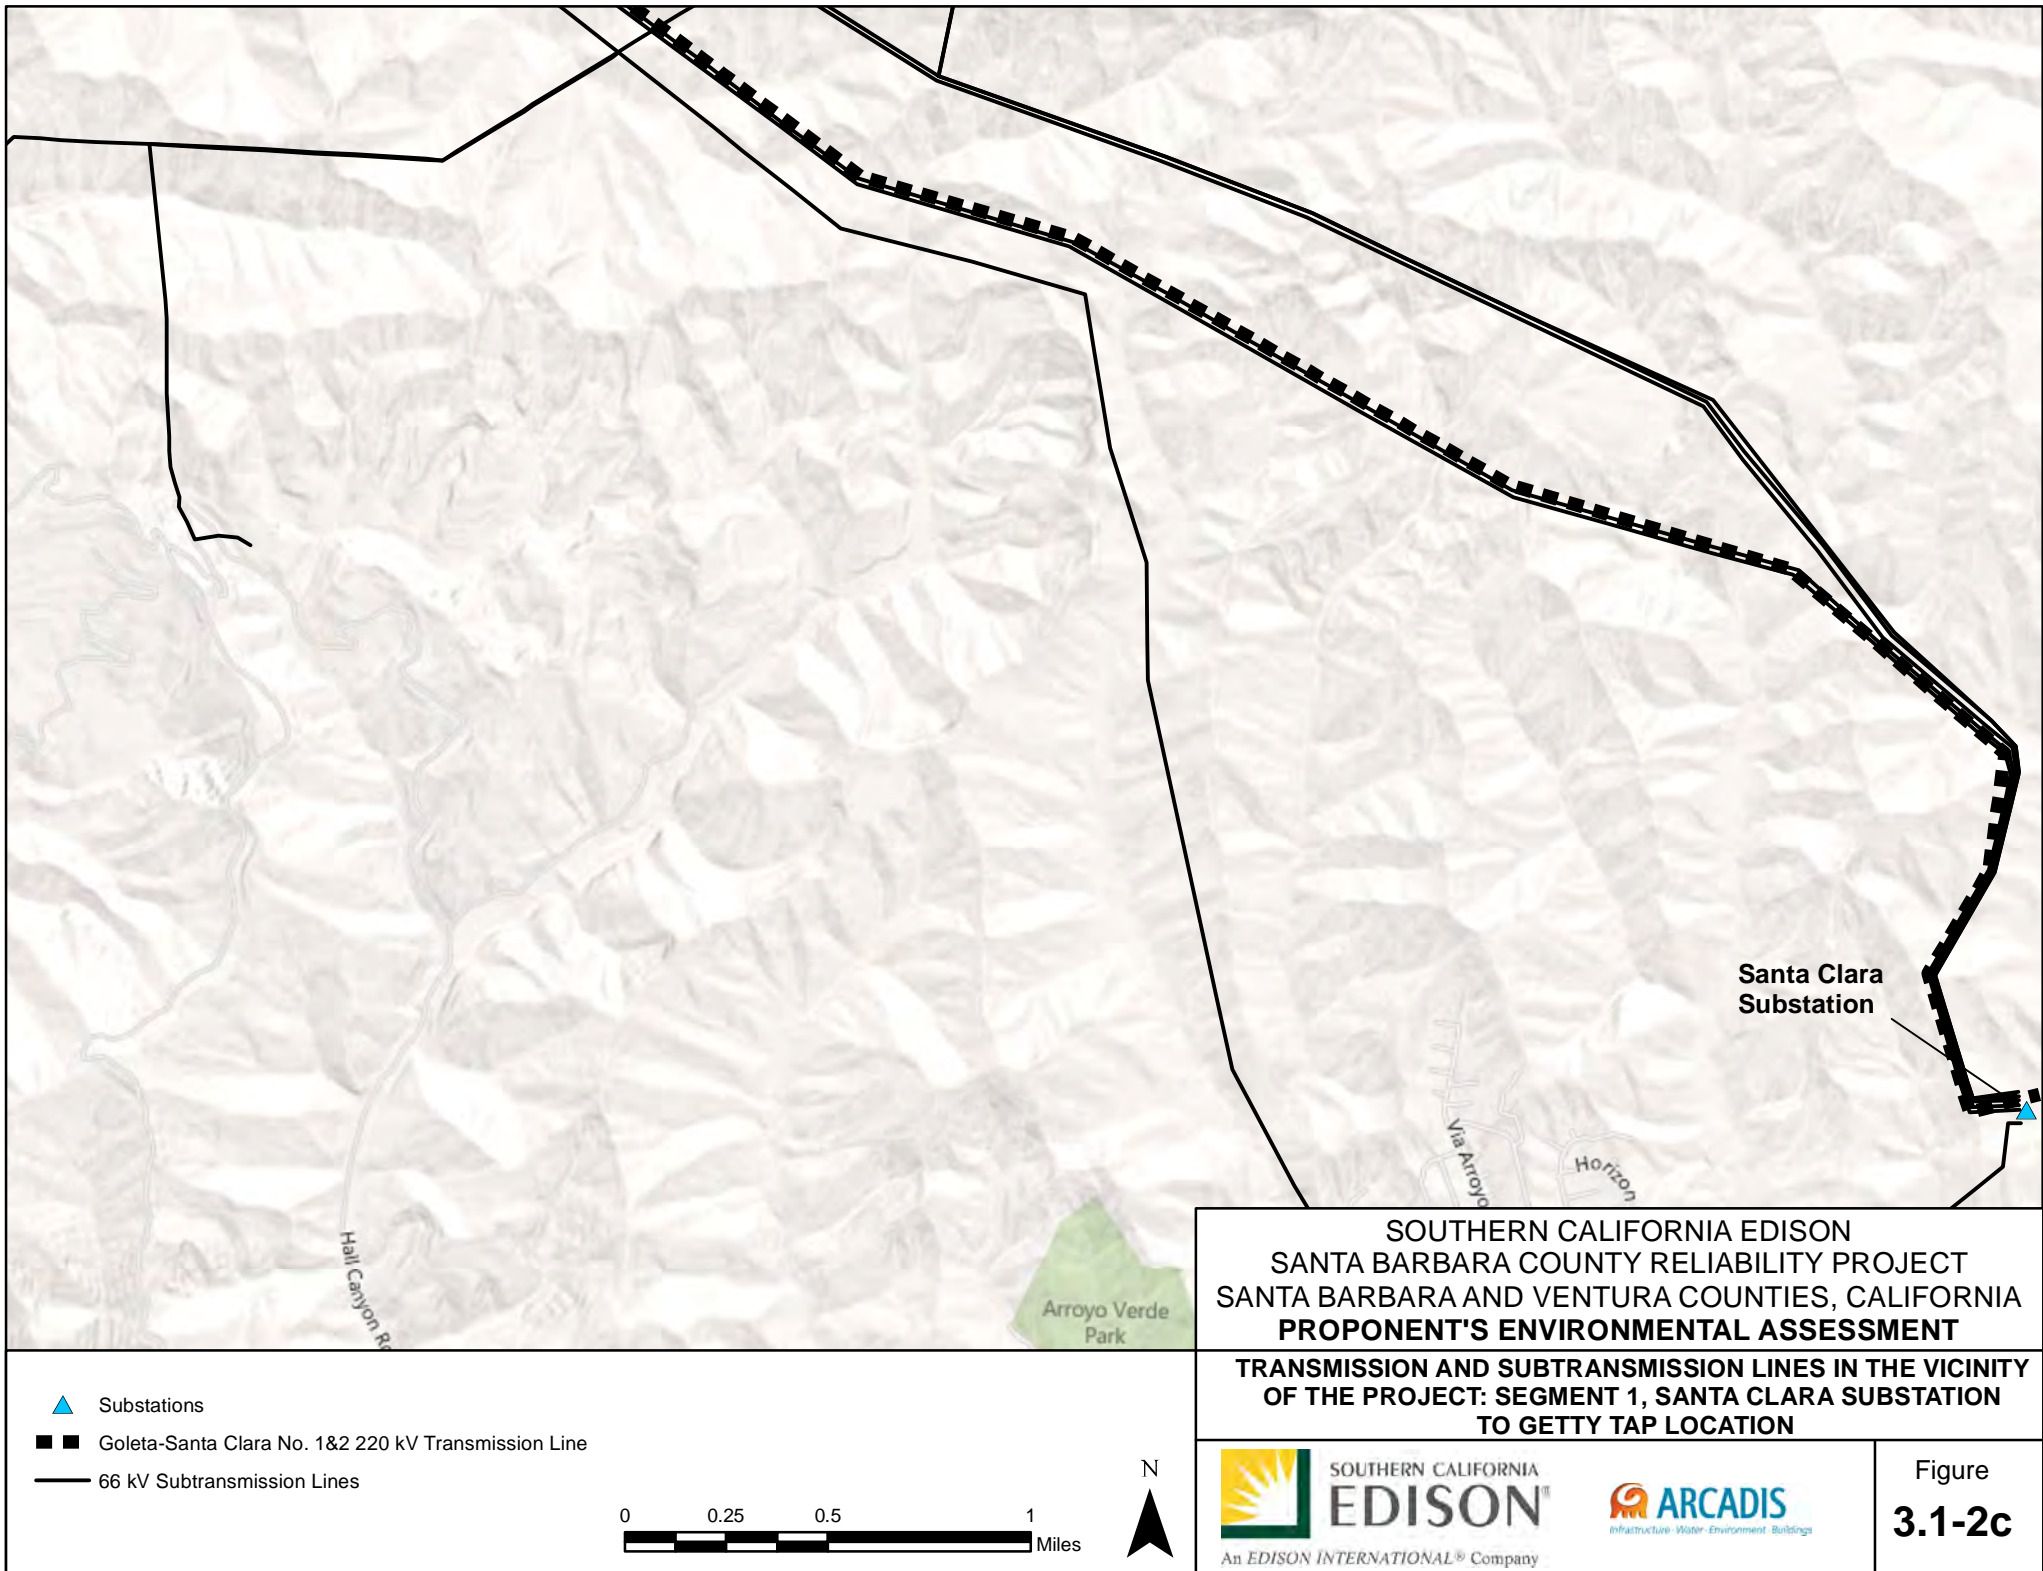 Santa Clara
Substation
Via Arroyo
Horizon
Hall Canyon
Arroyo Verde
Park
SOUTHERN CALIFORNIA EDISON
SANTA BARBARA COUNTY RELIABILITY PROJECT
SANTA BARBARA AND VENTURA COUNTIES, CALIFORNIA
PROPONENT'S ENVIRONMENTAL ASSESSMENT
TRANSMISSION AND SUBTRANSMISSION LINES IN THE VICINITY
OF THE PROJECT: SEGMENT 1, SANTA CLARA SUBSTATION
TO GETTY TAP LOCATION
Substations
Goleta-Santa Clara No. 1&2 220 kV Transmission Line
66 kV Subtransmission Lines
0 0.25 0.5 1
Miles
N
SOUTHERN CALIFORNIA
EDISON®
An EDISON INTERNATIONAL® Company
ARCADIS
Infrastructure · Water · Environment · Buildings
Figure
3.1-2c